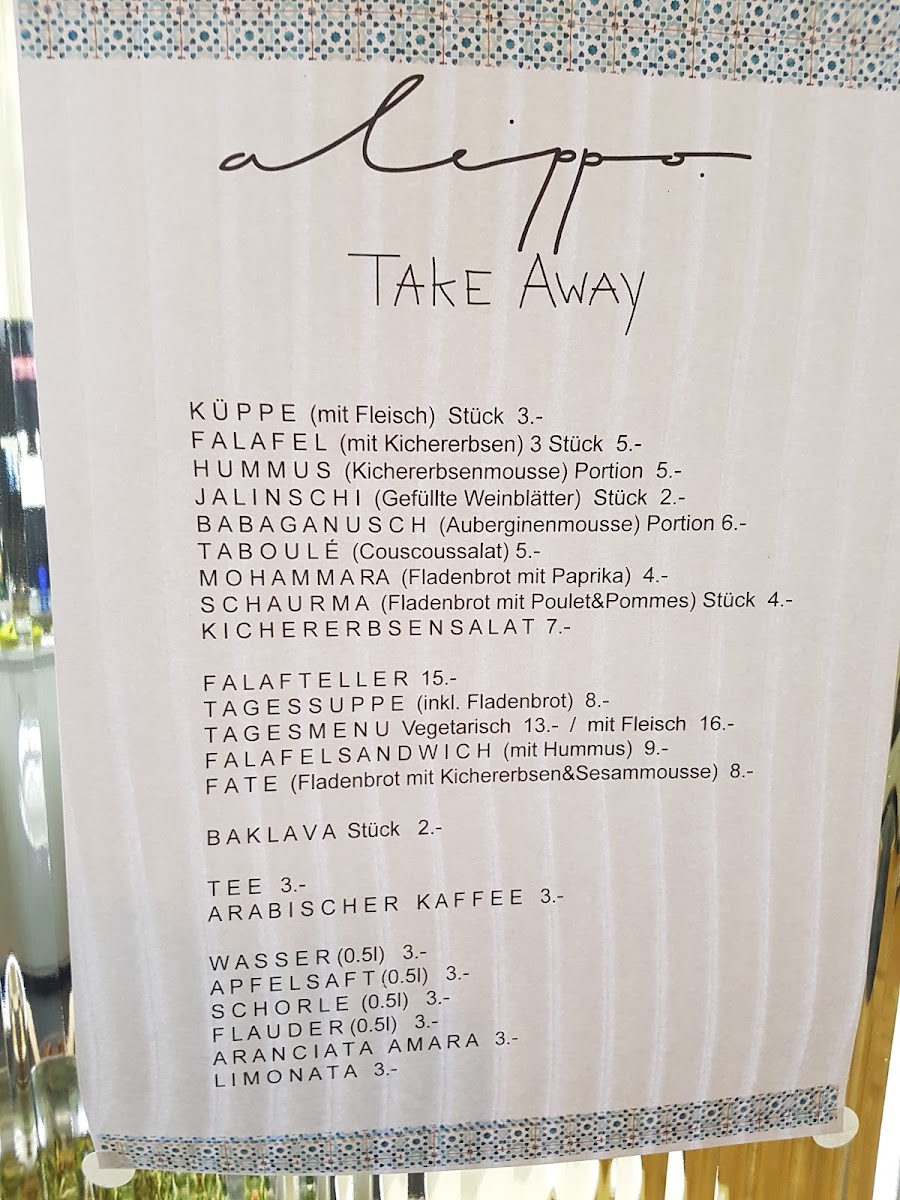 alippo.
TAKE AWAY
KÜPPE (mit Fleisch) Stück 3.-
FALAFEL (mit Kichererbsen) 3 Stück 5.-
HUMMUS (Kichererbsenmousse) Portion 5.-
JALINSCHI (Gefüllte Weinblätter) Stück 2.-
BABAGANUSCH (Auberginenmousse) Portion 6.-
TABOULÉ (Couscoussalat) 5.-
MOHAMMARA (Fladenbrot mit Paprika) 4.-
SCHAURMA (Fladenbrot mit Poulet&Pommes) Stück 4.-
KICHERERBSENSALAT 7.-
FALAFTELLER 15.-
TAGESSUPPE (inkl. Fladenbrot) 8.-
TAGESMENU Vegetarisch 13.- / mit Fleisch 16.-
FALAFELSANDWICH (mit Hummus) 9.-
FATE (Fladenbrot mit Kichererbsen&Sesammousse) 8.-
BAKLAVA Stück 2.-
TEE 3.-
ARABISCHER KAFFEE 3.-
WASSER (0.5l) 3.-
APFELSAFT (0.5l) 3.-
SCHORLE (0.5l) 3.-
FLAUDER (0.5l) 3.-
ARANCIATA AMARA 3.-
LIMONATA 3.-